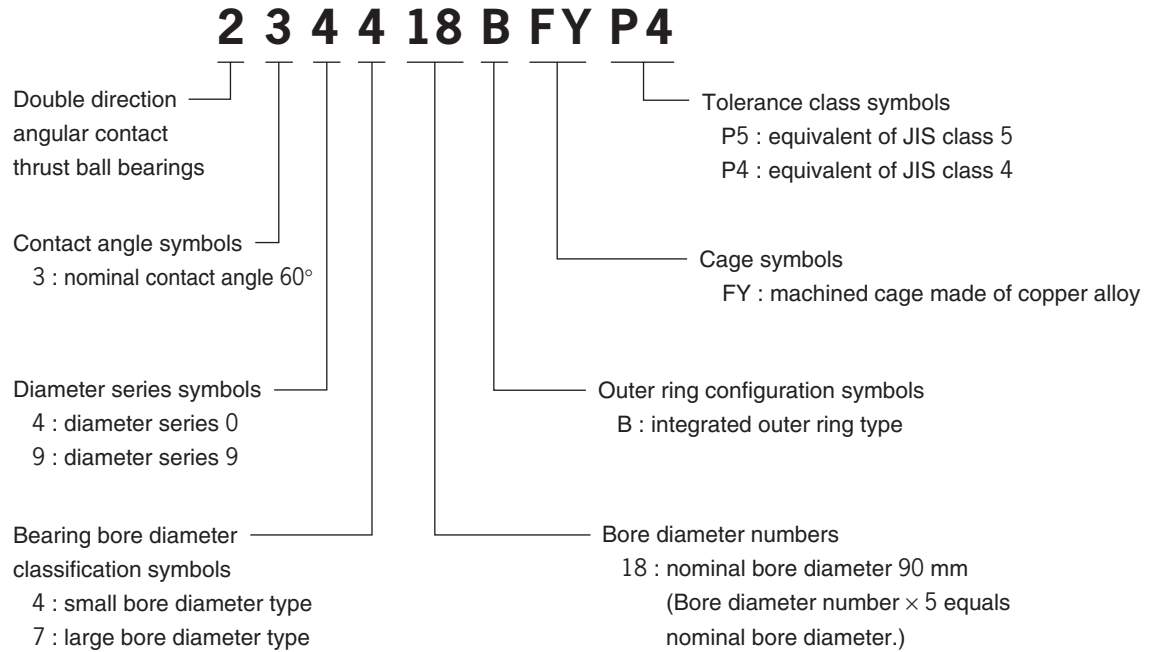 2 3 4 4 18 B FY P4
Double direction
angular contact
thrust ball bearings
Contact angle symbols
3 : nominal contact angle 60°
Diameter series symbols
4 : diameter series 0
9 : diameter series 9
Bearing bore diameter
classification symbols
4 : small bore diameter type
7 : large bore diameter type
Tolerance class symbols
P5 : equivalent of JIS class 5
P4 : equivalent of JIS class 4
Cage symbols
FY : machined cage made of copper alloy
Outer ring configuration symbols
B : integrated outer ring type
Bore diameter numbers
18 : nominal bore diameter 90 mm
(Bore diameter number × 5 equals
nominal bore diameter.)